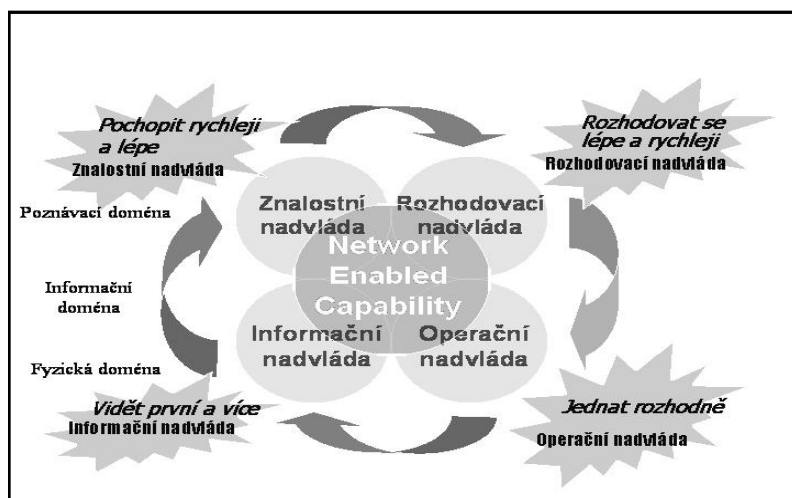 Pochopit rychleji
a lépe
Znalostní nadvláda
Rozhodovat se
lépe a rychleji
Rozhodovací nadvláda
Poznávací doména
Informační
doména
Fyzická doména
Znalostní
nadvláda
Rozhodovací
nadvláda
Network
Enabled
Capability
Informační
nadvláda
Operační
nadvláda
Vidět první a více
Informační nadvláda
Jednat rozhodně
Operační nadvláda